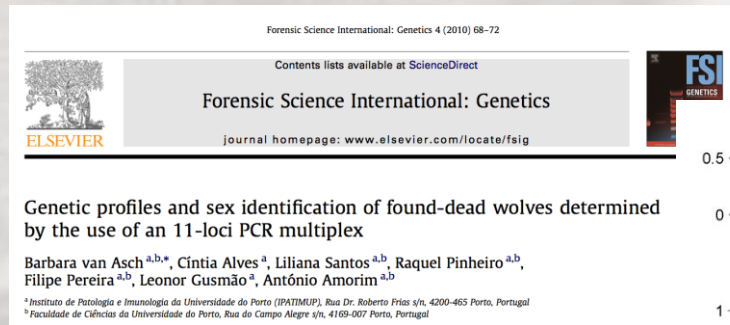 Forensic Science International: Genetics 4 (2010) 68–72
Contents lists available at ScienceDirect
Forensic Science International: Genetics
journal homepage: www.elsevier.com/locate/fsig
ELSEVIER
FSI
GENETICS
0.5
0
Genetic profiles and sex identification of found-dead wolves determined
by the use of an 11-loci PCR multiplex
Barbara van Asch a,b,*, Cíntia Alves a, Liliana Santos a,b, Raquel Pinheiro a,b,
Filipe Pereira a,b, Leonor Gusmão a, António Amorim a,b
a Instituto de Patologia e Imunologia da Universidade do Porto (IPATIMUP), Rua Dr. Roberto Frias s/n, 4200-465 Porto, Portugal
b Faculdade de Ciências da Universidade do Porto, Rua do Campo Alegre s/n, 4169-007 Porto, Portugal
1